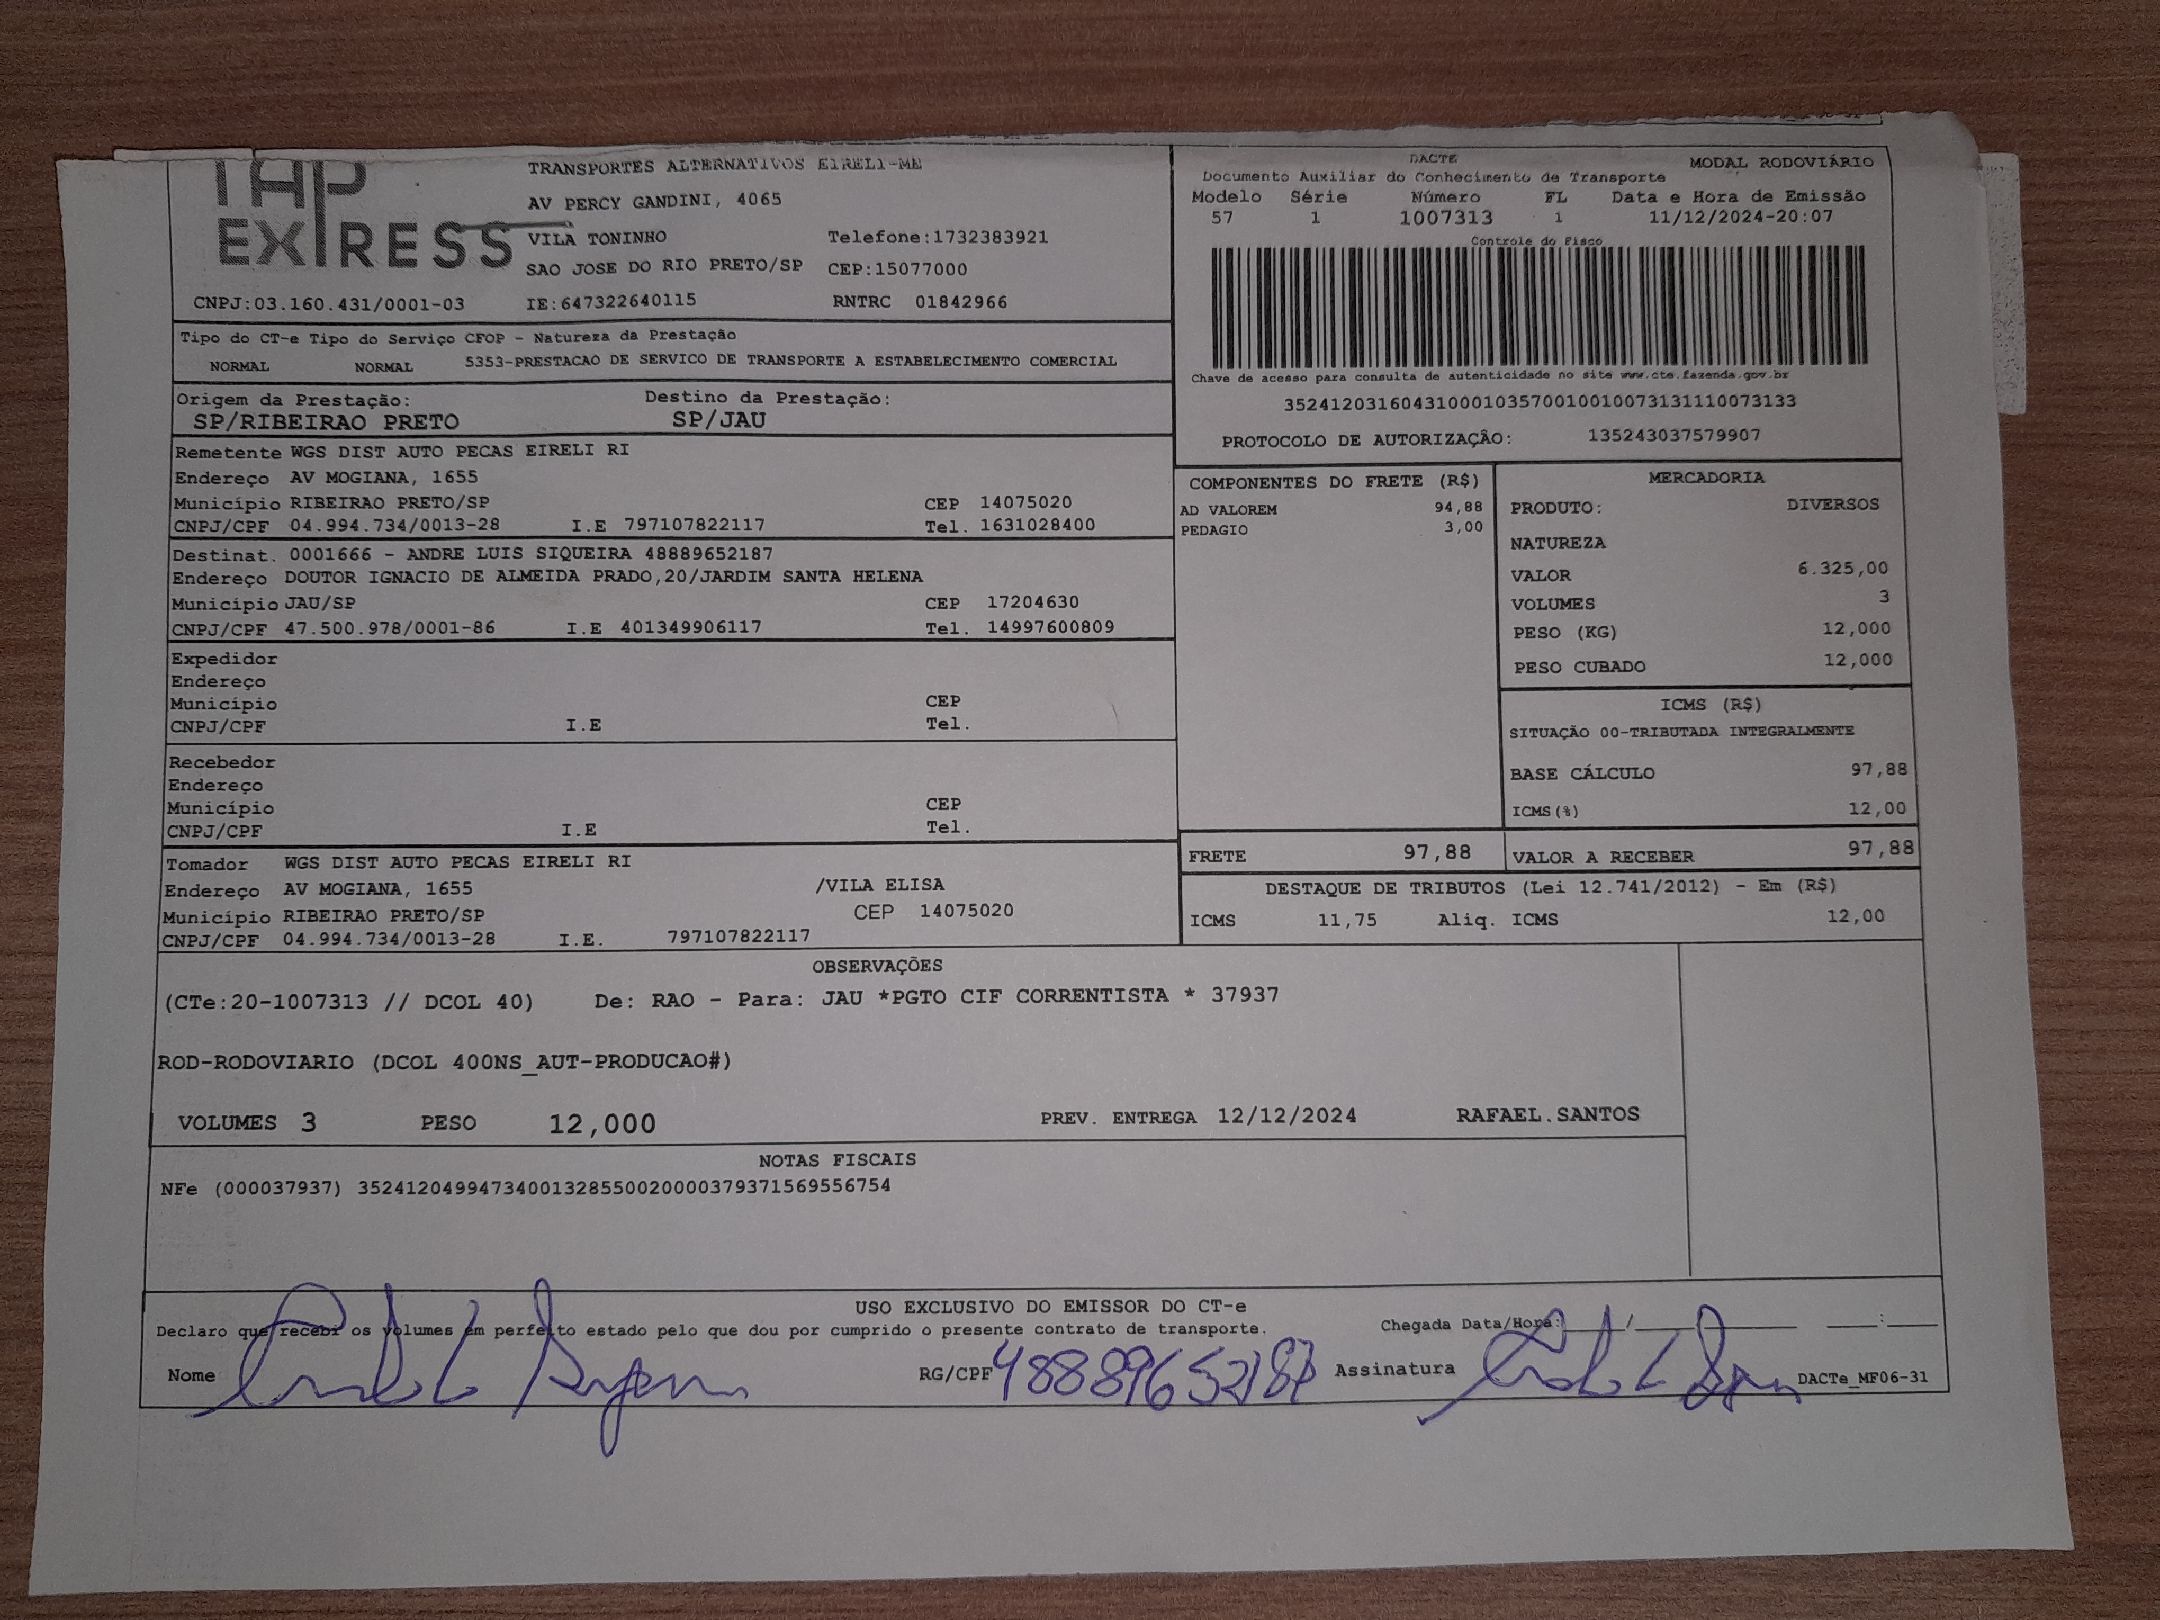 TAP
EXPRESS
TRANSPORTES ALTERNATIVOS EIRELI-ME
AV PERCY GANDINI, 4065
VILA TONINHO Telefone:1732383921
SAO JOSE DO RIO PRETO/SP CEP:15077000
CNPJ:03.160.431/0001-03 IE:647322640115 RNTRC 01842966
DACTE MODAL RODOVIÁRIO
Documento Auxiliar do Conhecimento de Transporte
Modelo Série Número FL Data e Hora de Emissão
57 1 1007313 1 11/12/2024-20:07
Controle do Fisco
Chave de acesso para consulta de autenticidade no site www.cte.fazenda.gov.br
35241203160431000103570010010073131110073133
PROTOCOLO DE AUTORIZAÇÃO: 135243037579907
Tipo do CT-e Tipo do Serviço CFOP - Natureza da Prestação
NORMAL NORMAL 5353-PRESTACAO DE SERVICO DE TRANSPORTE A ESTABELECIMENTO COMERCIAL
Origem da Prestação: Destino da Prestação:
SP/RIBEIRAO PRETO SP/JAU
Remetente WGS DIST AUTO PECAS EIRELI RI
Endereço AV MOGIANA, 1655
Município RIBEIRAO PRETO/SP CEP 14075020
CNPJ/CPF 04.994.734/0013-28 I.E 797107822117 Tel. 1631028400
Destinat. 0001666 - ANDRE LUIS SIQUEIRA 48889652187
Endereço DOUTOR IGNACIO DE ALMEIDA PRADO,20/JARDIM SANTA HELENA
Município JAU/SP CEP 17204630
CNPJ/CPF 47.500.978/0001-86 I.E 401349906117 Tel. 14997600809
Expedidor
Endereço
Município CEP
CNPJ/CPF I.E Tel.
Recebedor
Endereço
Município CEP
CNPJ/CPF I.E Tel.
Tomador WGS DIST AUTO PECAS EIRELI RI
Endereço AV MOGIANA, 1655 /VILA ELISA
Município RIBEIRAO PRETO/SP CEP 14075020
CNPJ/CPF 04.994.734/0013-28 I.E. 797107822117
COMPONENTES DO FRETE (R$)
AD VALOREM 94,88
PEDAGIO 3,00
MERCADORIA
PRODUTO: DIVERSOS
NATUREZA
VALOR 6.325,00
VOLUMES 3
PESO (KG) 12,000
PESO CUBADO 12,000
ICMS (R$)
SITUAÇÃO 00-TRIBUTADA INTEGRALMENTE
BASE CÁLCULO 97,88
ICMS(%) 12,00
FRETE 97,88 VALOR A RECEBER 97,88
DESTAQUE DE TRIBUTOS (Lei 12.741/2012) - Em (R$)
ICMS 11,75 Aliq. ICMS 12,00
OBSERVAÇÕES
(CTe:20-1007313 // DCOL 40) De: RAO - Para: JAU *PGTO CIF CORRENTISTA * 37937
ROD-RODOVIARIO (DCOL 400NS_AUT-PRODUCAO#)
VOLUMES 3 PESO 12,000 PREV. ENTREGA 12/12/2024 RAFAEL.SANTOS
NOTAS FISCAIS
NFe (000037937) 35241204994734001328550020000379371569556754
USO EXCLUSIVO DO EMISSOR DO CT-e
Declaro que recebi os volumes em perfeito estado pelo que dou por cumprido o presente contrato de transporte. Chegada Data/Hora:
Nome RG/CPF 48889652187 Assinatura DACTe_MF06-31